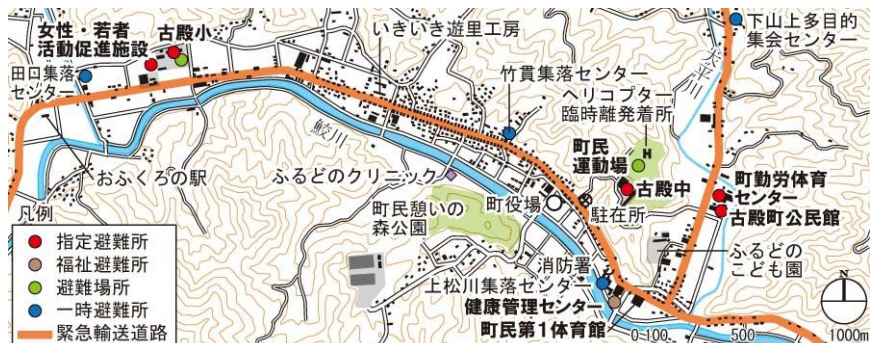 女性・若者
活動促進施設
古殿小
田口集落
センター
いきいき遊里工房
竹貫集落センター
ヘリコプター
臨時離発着所
下山上多目的
集会センター
大平川
鮫川
おふくろの駅
ふるどのクリニック
町民憩いの
森公園
町役場
町民
運動場
H
古殿中
駐在所
町勤労体育
センター
古殿町公民館
ふるどの
こども園
消防署
上松川集落センター
健康管理センター
町民第1体育館
凡例
指定避難所
福祉避難所
避難場所
一時避難所
緊急輸送道路
N
0 100 500 1000m